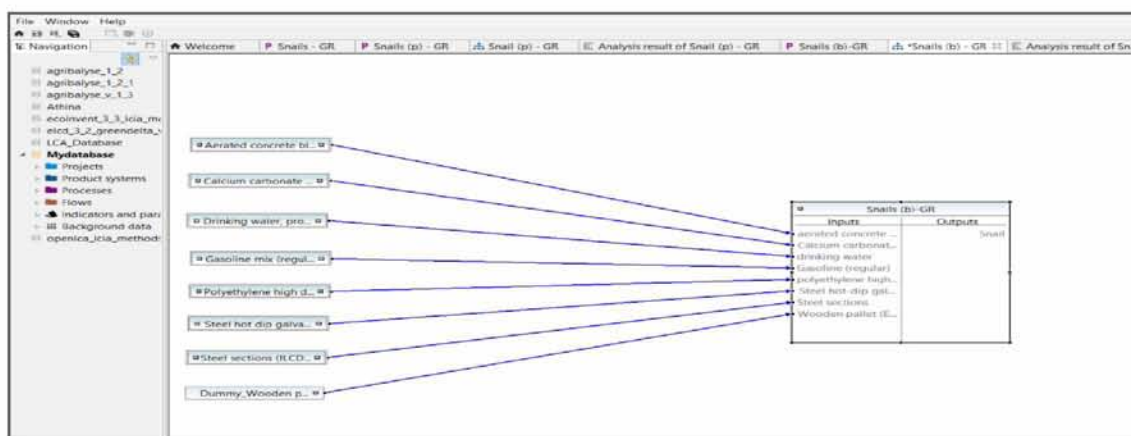 File Window Help
Navigation
Welcome
P Snails - GR
P Snails (p) - GR
Snail (p) - GR
Analysis result of Snail (p) - GR
P Snails (b)-GR
*Snails (b) - GR
Analysis result of Sn
agribalyse_1_2
agribalyse_1_2_1
agribalyse_v_1_3
Athina
ecoinvent_3_3_lcia_m
elcd_3_2_greendelta_v
LCA_Database
Mydatabase
Projects
Product systems
Processes
Flows
Indicators and para
Background data
openlca_lcia_methods
Aerated concrete bl...
Calcium carbonate ...
Drinking water, pro...
Gasoline mix (regul...
Polyethylene high d...
Steel hot dip galva...
Steel sections (ILCD...
Dummy_Wooden p...
Snails (b)-GR
Inputs Outputs
aerated concrete ... Snail
Calcium carbonat...
drinking water
Gasoline (regular)
polyethylene high...
Steel hot-dip gal...
Steel sections
Wooden pallet (E...